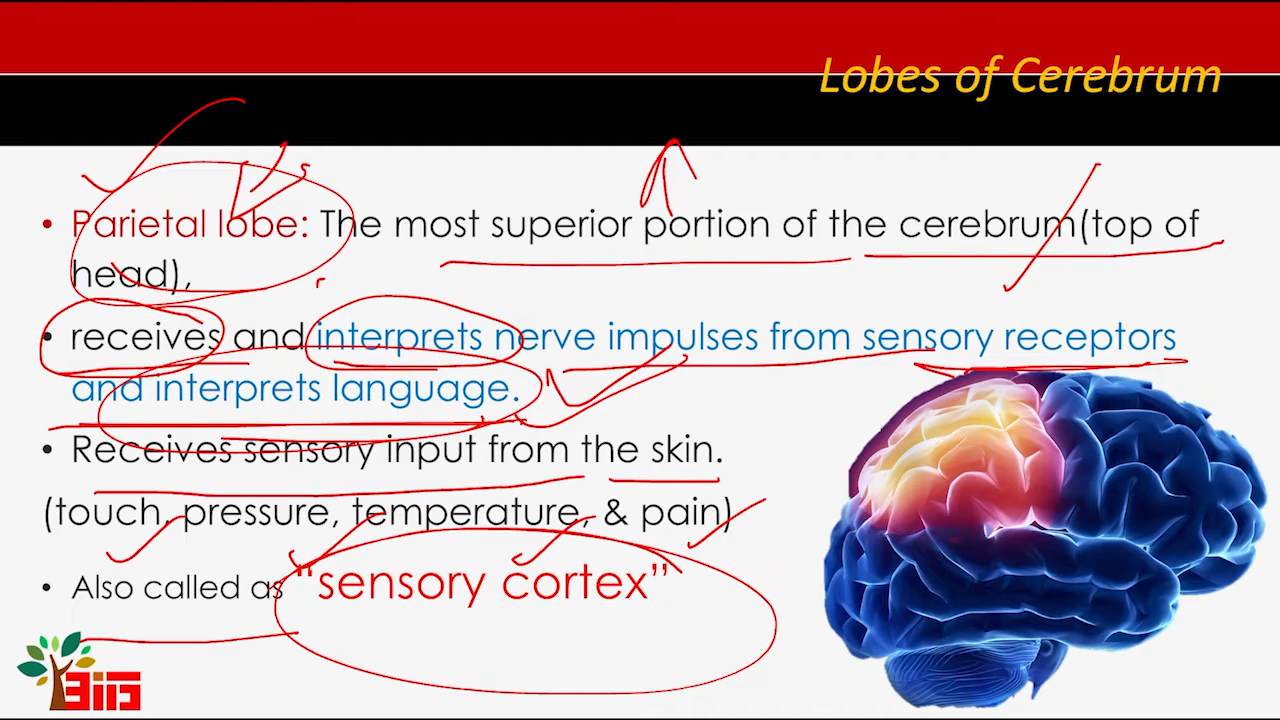 Lobes of Cerebrum
• Parietal lobe: The most superior portion of the cerebrum(top of
head),
• receives and interprets nerve impulses from sensory receptors
and interprets language.
• Receives sensory input from the skin.
(touch, pressure, temperature, & pain)
• Also called as “sensory cortex”